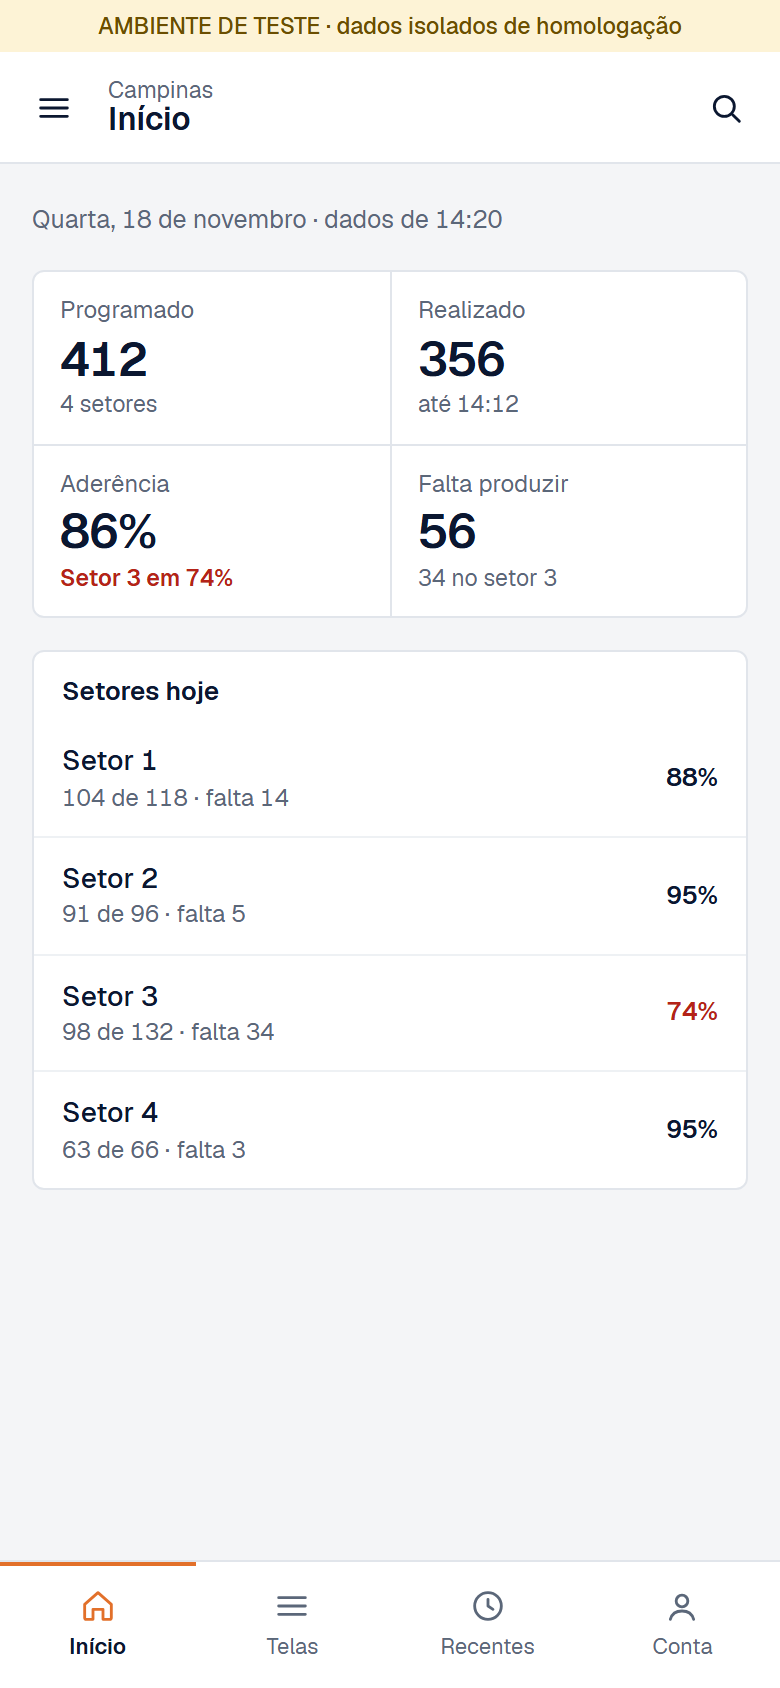 AMBIENTE DE TESTE · dados isolados de homologação
Campinas
Início
Quarta, 18 de novembro · dados de 14:20
Programado
412
4 setores
Realizado
356
até 14:12
Aderência
86%
Setor 3 em 74%
Falta produzir
56
34 no setor 3
Setores hoje
Setor 1
104 de 118 · falta 14
88%
Setor 2
91 de 96 · falta 5
95%
Setor 3
98 de 132 · falta 34
74%
Setor 4
63 de 66 · falta 3
95%
Início
Telas
Recentes
Conta